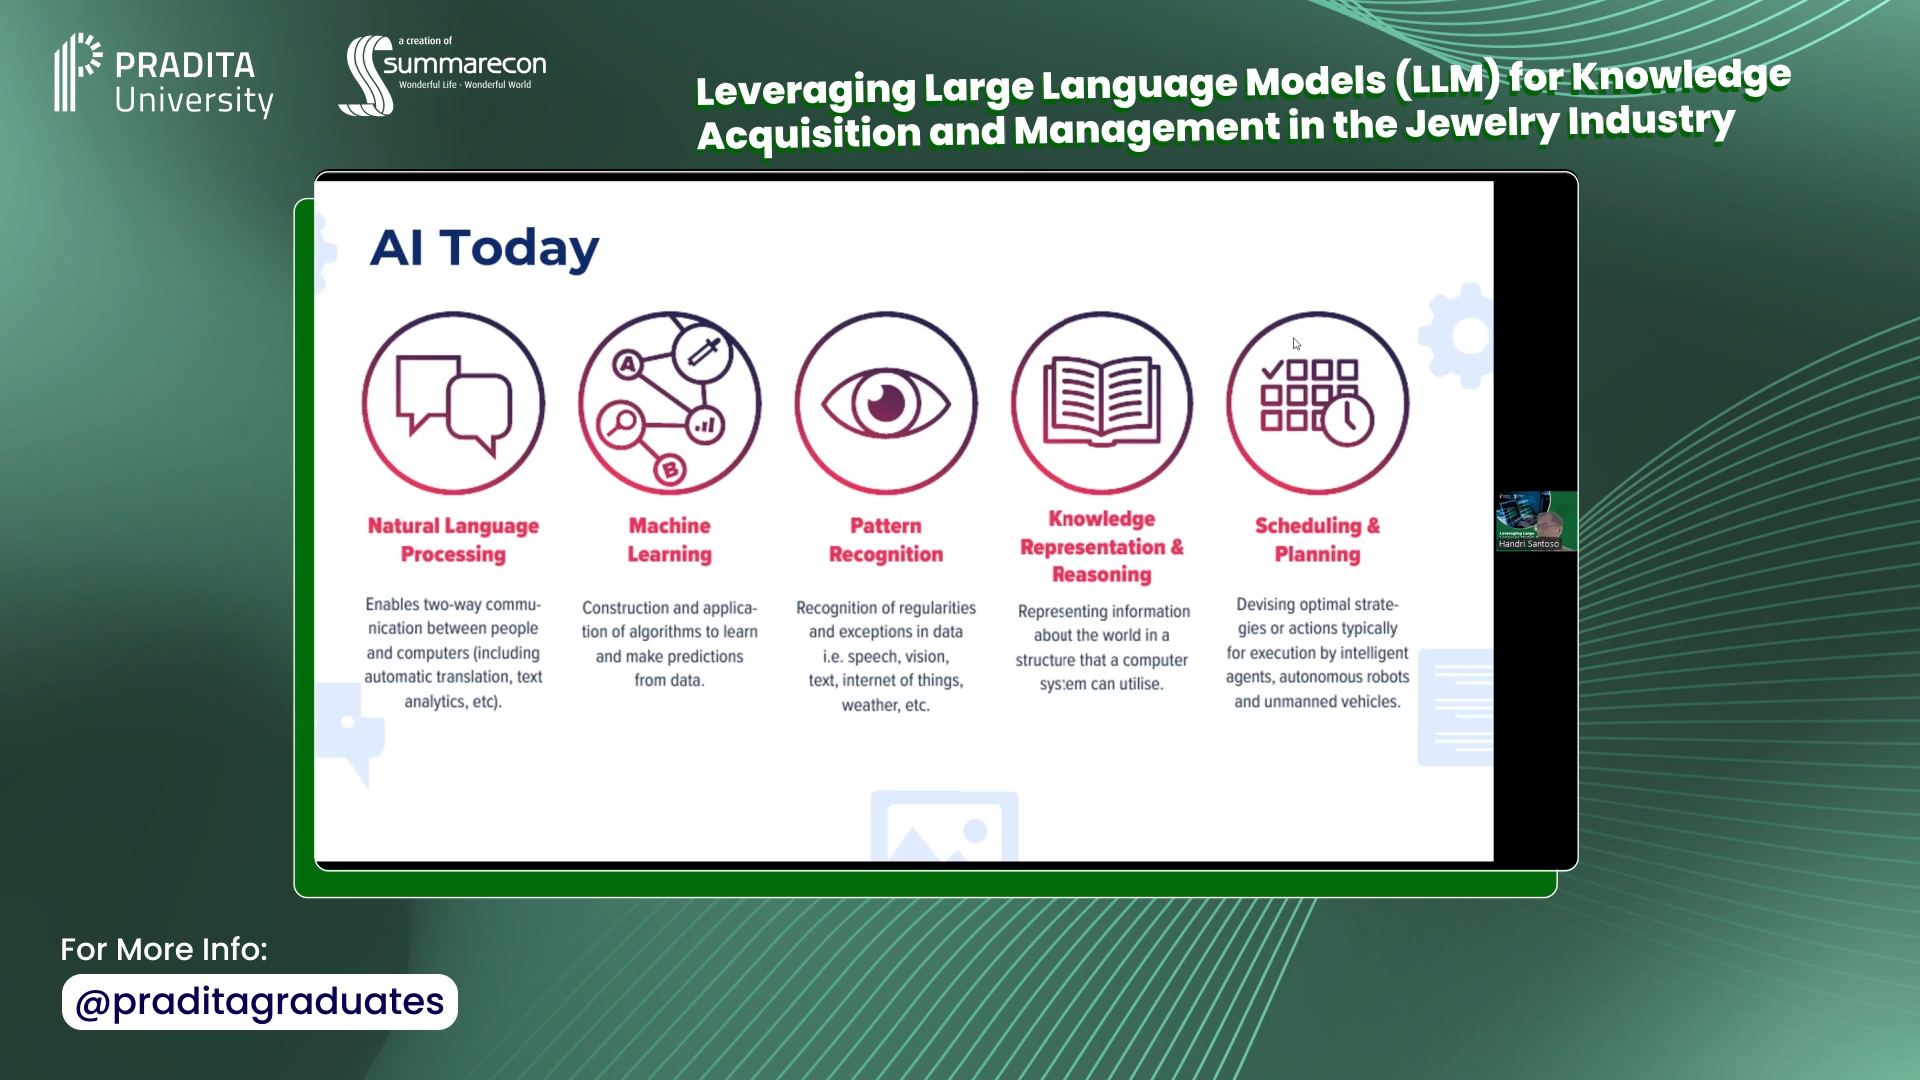 PRADITA
University
a creation of
summarecon
Wonderful Life · Wonderful World
Leveraging Large Language Models (LLM) for Knowledge
Acquisition and Management in the Jewelry Industry
AI Today
A
B
Natural Language
Processing
Enables two-way commu-
nication between people
and computers (including
automatic translation, text
analytics, etc).
Machine
Learning
Construction and applica-
tion of algorithms to learn
and make predictions
from data.
Pattern
Recognition
Recognition of regularities
and exceptions in data
i.e. speech, vision,
text, internet of things,
weather, etc.
Knowledge
Representation &
Reasoning
Representing information
about the world in a
structure that a computer
system can utilise.
Scheduling &
Planning
Devising optimal strate-
gies or actions typically
for execution by intelligent
agents, autonomous robots
and unmanned vehicles.
Leveraging Large
Handri Santoso
For More Info:
@praditagraduates